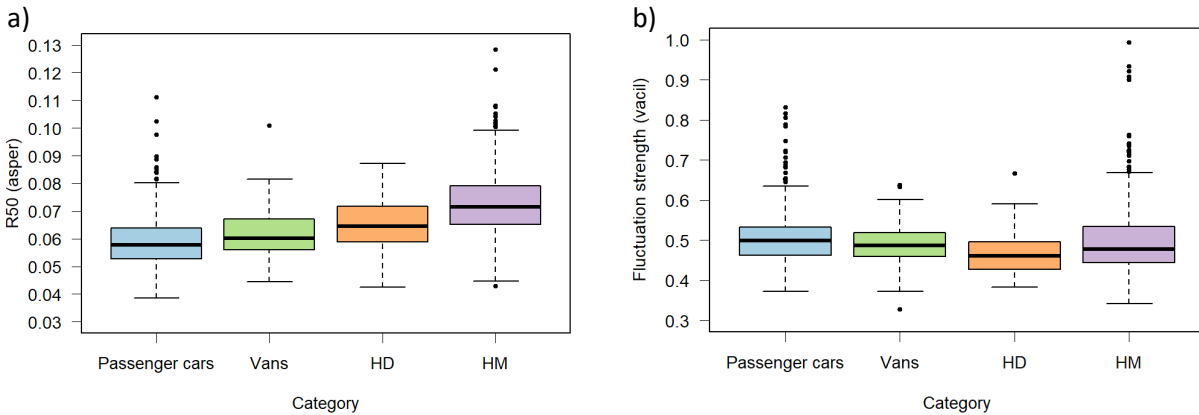 a)
R50 (asper)
0.13
0.13
0.11
0.10
0.09
0.08
0.07
0.06
0.05
0.04
0.03
Passenger cars Vans HD HM
Category
b)
Fluctuation strength (vacil)
1.0
0.9
0.8
0.7
0.6
0.5
0.4
0.3
Passenger cars Vans HD HM
Category